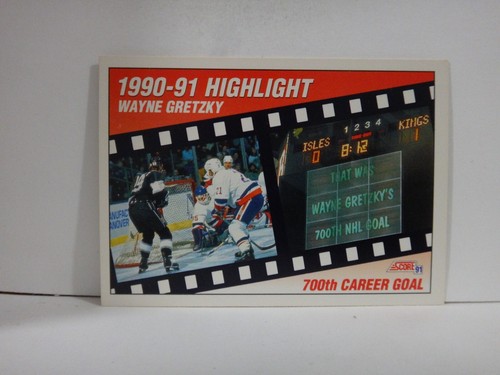 1990-91 HIGHLIGHT
WAYNE GRETZKY
1 2 3 4
ISLES
KINGS
0
8:12
1
THAT WAS
WAYNE GRETZKY'S
700TH NHL GOAL
21
SCORE 91
700th CAREER GOAL